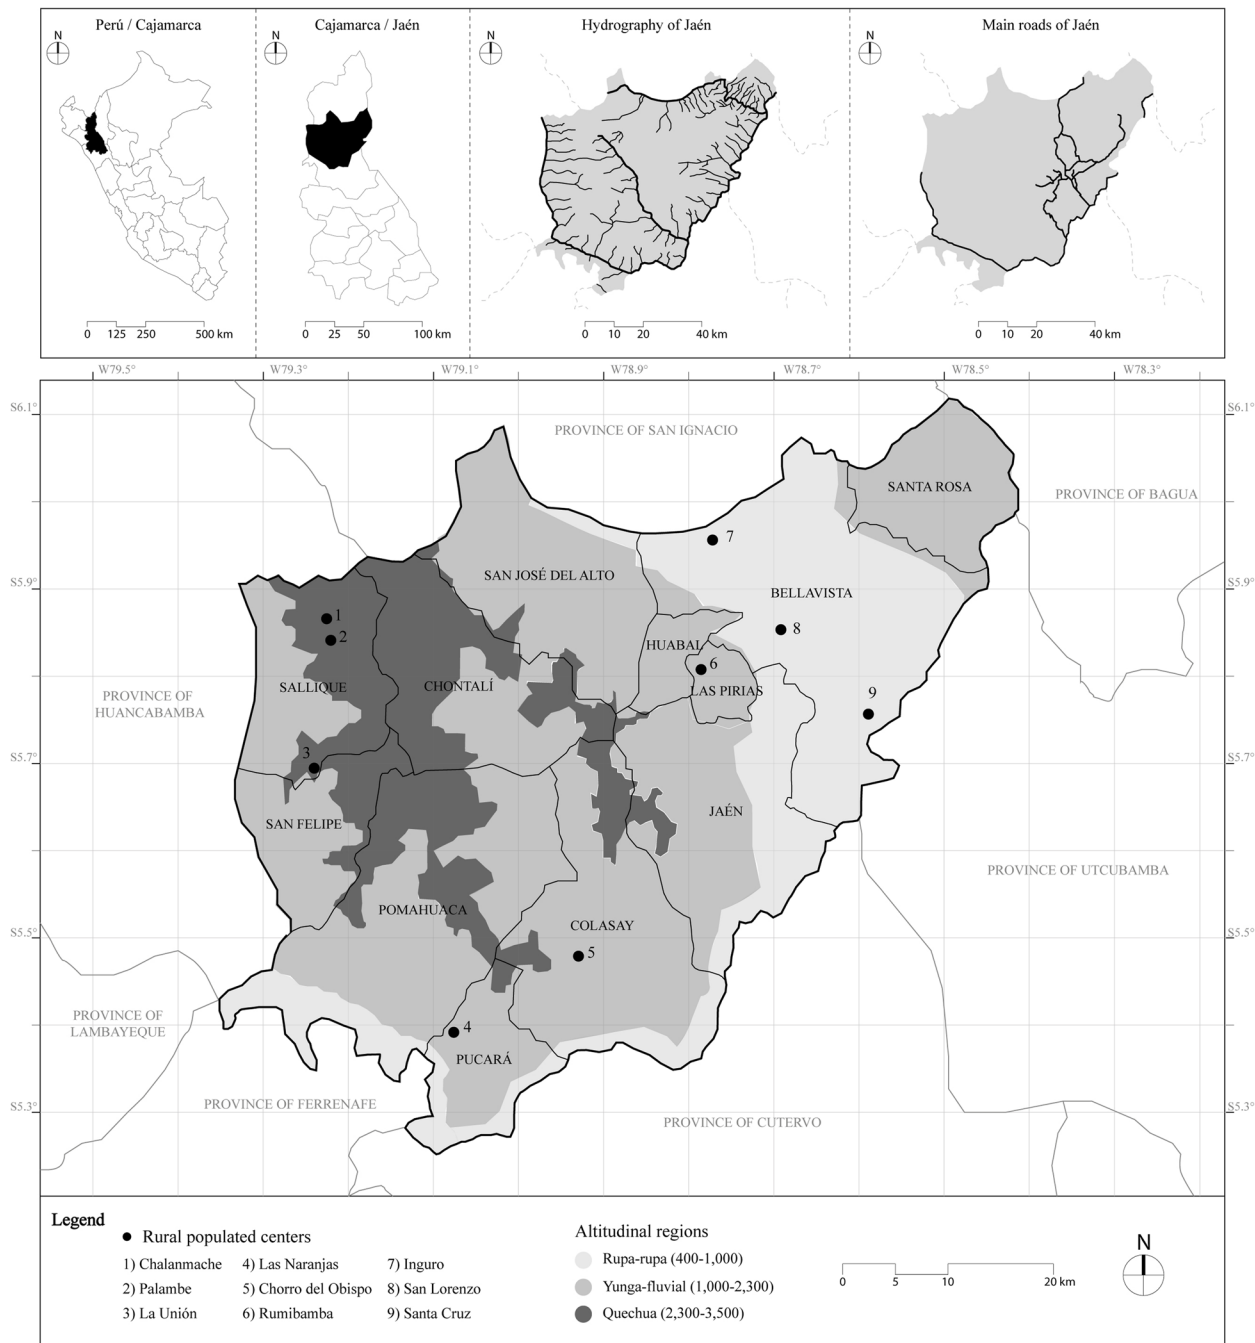 Perú / Cajamarca
Cajamarca / Jaén
Hydrography of Jaén
Main roads of Jaén
N
N
N
N
0 125 250 500 km
0 25 50 100 km
0 10 20 40 km
0 10 20 40 km
W79.5°
W79.3°
W79.1°
W78.9°
W78.7°
W78.5°
W78.3°
S6.1°
S6.1°
PROVINCE OF SAN IGNACIO
SANTA ROSA
PROVINCE OF BAGUA
7
SAN JOSÉ DEL ALTO
S5.9°
S5.9°
BELLAVISTA
1
2
8
HUABAL
6
SALLIQUE
CHONTALÍ
LAS PIRIAS
9
PROVINCE OF
HUANCABAMBA
3
S5.7°
S5.7°
SAN FELIPE
JAÉN
PROVINCE OF UTCUBAMBA
POMAHUACA
COLASAY
S5.5°
S5.5°
5
PROVINCE OF
LAMBAYEQUE
4
PUCARÁ
PROVINCE OF FERRENAFE
S5.3°
S5.3°
PROVINCE OF CUTERVO
Legend
Rural populated centers
1) Chalanmache 4) Las Naranjas 7) Inguro
2) Palambe 5) Chorro del Obispo 8) San Lorenzo
3) La Unión 6) Rumibamba 9) Santa Cruz
Altitudinal regions
Rupa-rupa (400-1,000)
Yunga-fluvial (1,000-2,300)
Quechua (2,300-3,500)
0 5 10 20 km
N